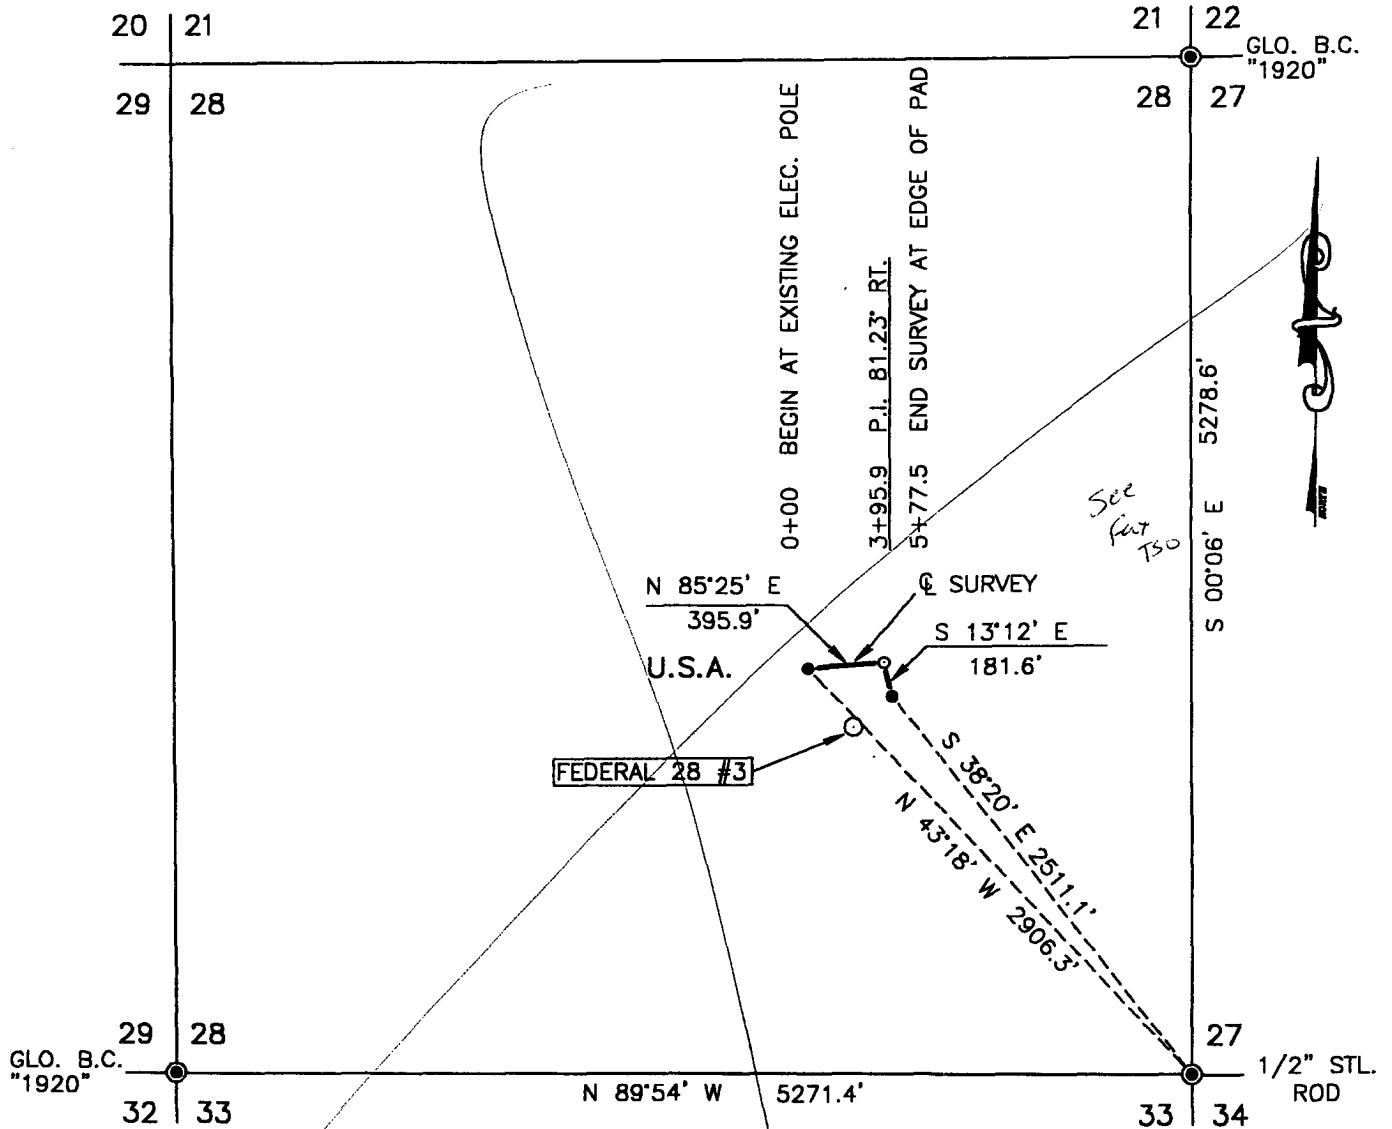 20 21
21 22
GLO. B.C.
"1920"
29 28
28 27
0+00 BEGIN AT EXISTING ELEC. POLE
3+95.9 P.I. 81.23° RT.
5+77.5 END SURVEY AT EDGE OF PAD
S 00°06' E 5278.6'
NORTH
See
fax
TSO
N 85°25' E
395.9'
℄ SURVEY
S 13°12' E
181.6'
U.S.A.
FEDERAL 28 #3
S 38°20' E 2511.1'
N 43°18' W 2906.3'
29 28
27
GLO. B.C.
"1920"
1/2" STL.
ROD
N 89°54' W 5271.4'
32 33
33 34